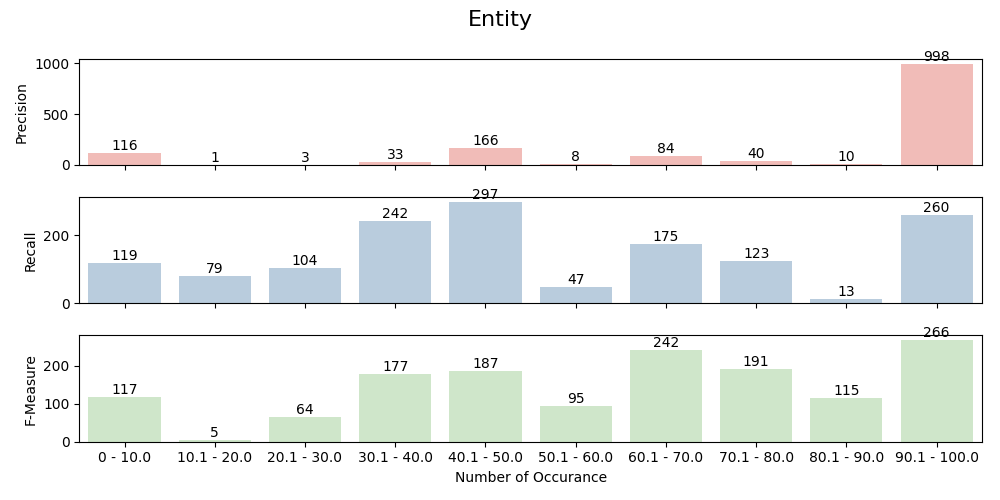 Entity
Precision
1000
500
0
116
1
3
33
166
8
84
40
10
998
Recall
200
0
119
79
104
242
297
47
175
123
13
260
F-Measure
200
100
0
117
5
64
177
187
95
242
191
115
266
0 - 10.0
10.1 - 20.0
20.1 - 30.0
30.1 - 40.0
40.1 - 50.0
50.1 - 60.0
60.1 - 70.0
70.1 - 80.0
80.1 - 90.0
90.1 - 100.0
Number of Occurance